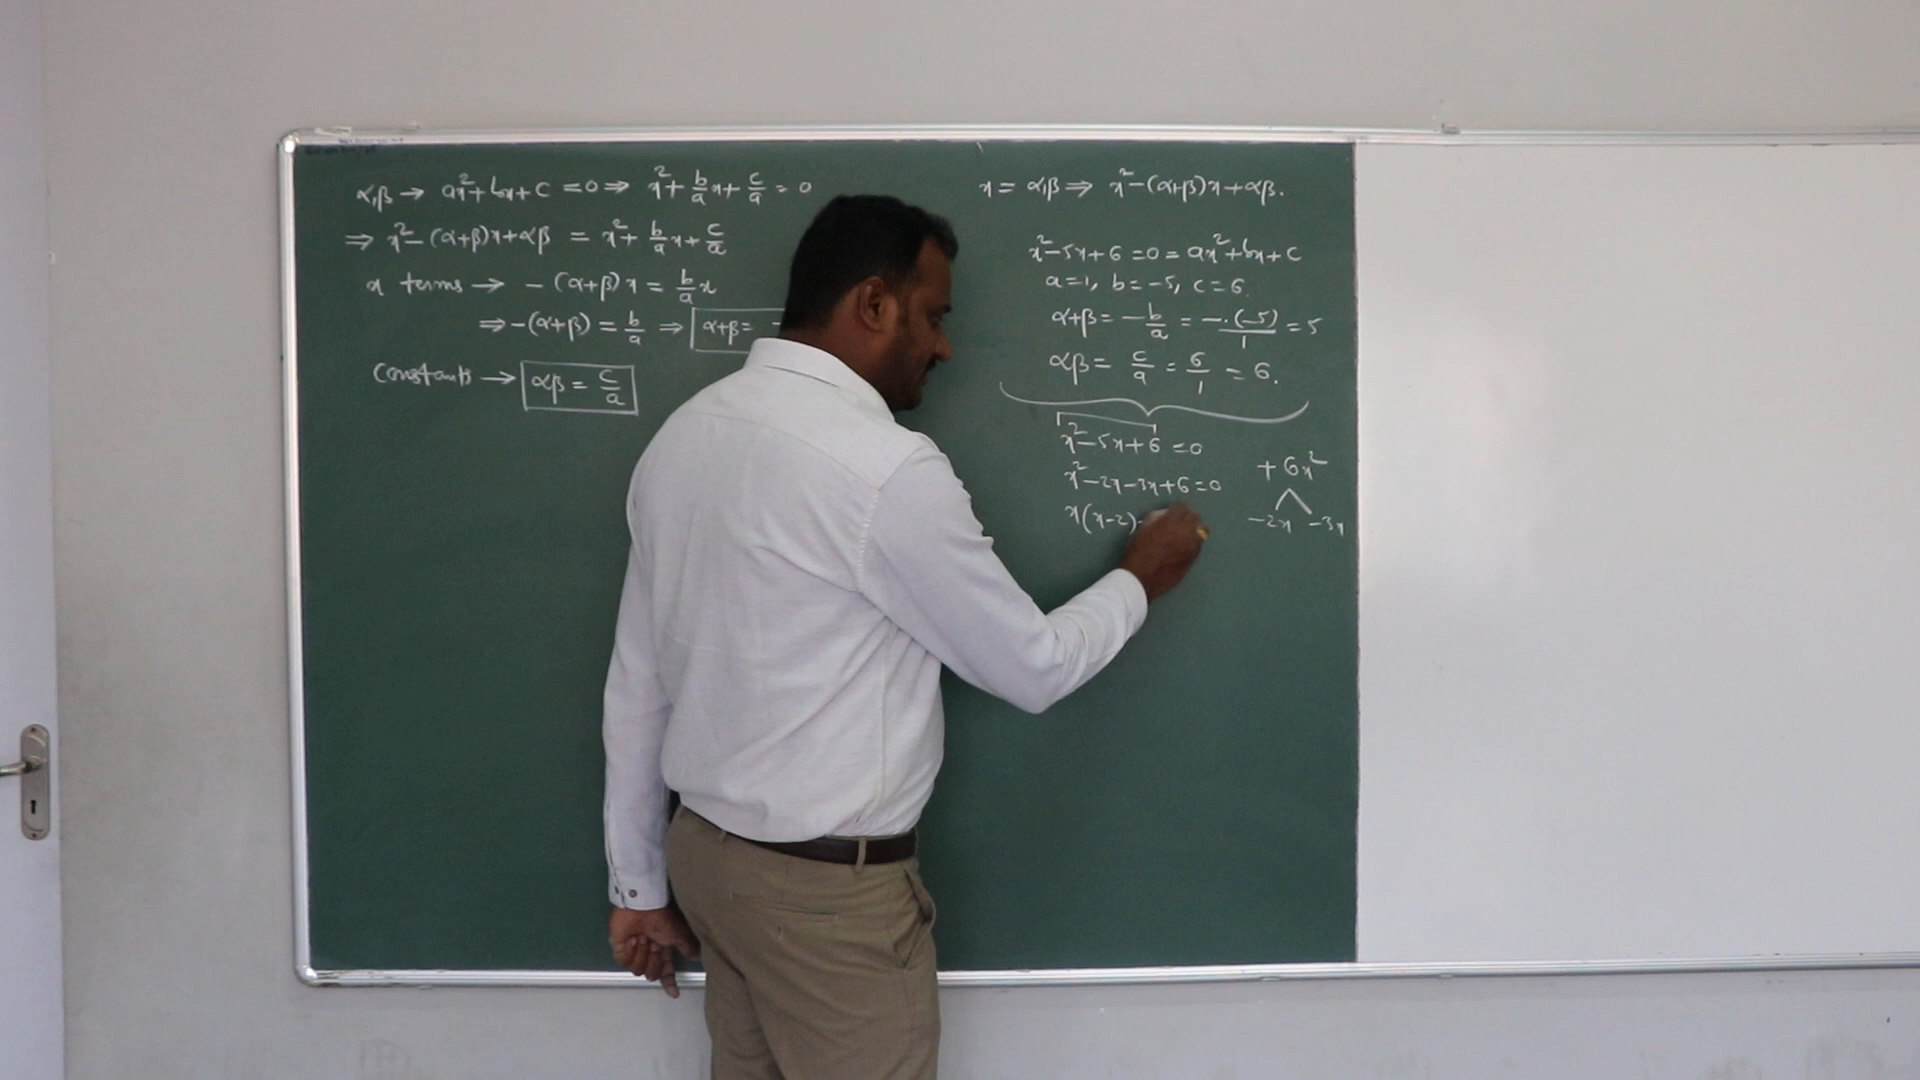 α,β → ax²+bx+c = 0 ⇒ x² + b/a x + c/a = 0
⇒ x² - (α+β)x + αβ = x² + b/a x + c/a
x terms → - (α+β) x = b/a x
⇒ -(α+β) = b/a ⇒ α+β = -
Constants → αβ = c/a
x = α,β ⇒ x² - (α+β)x + αβ.
x² - 5x + 6 = 0 = ax² + bx + c
a=1, b=-5, c=6.
α+β = -b/a = -.(-5)/1 = 5
αβ = c/a = 6/1 = 6.
x² - 5x + 6 = 0
x² - 2x - 3x + 6 = 0
x(x-2) -
+ 6x²
-2x -3x